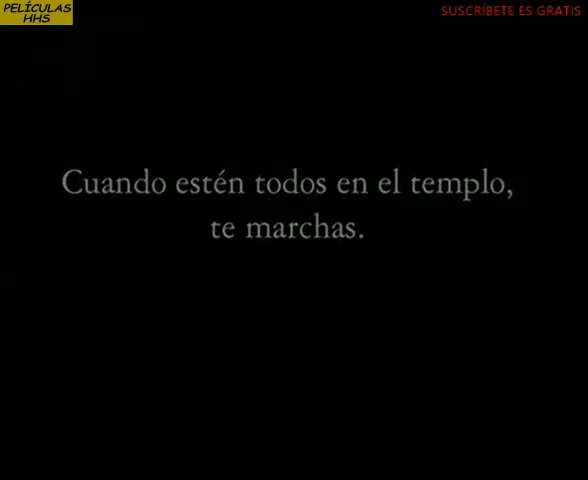 PELÍCULAS
HHS
SUSCRÍBETE ES GRATIS
Cuando estén todos en el templo,
te marchas.